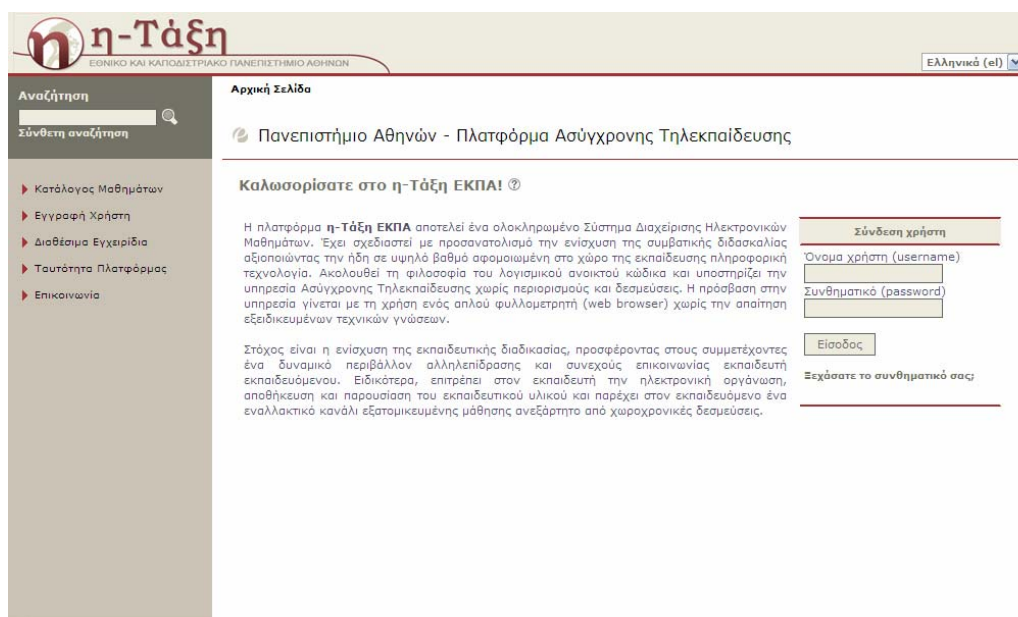 η-Τάξη
ΕΘΝΙΚΟ ΚΑΙ ΚΑΠΟΔΙΣΤΡΙΑΚΟ ΠΑΝΕΠΙΣΤΗΜΙΟ ΑΘΗΝΩΝ
Ελληνικά (el)
Αναζήτηση
Σύνθετη αναζήτηση
Κατάλογος Μαθημάτων
Εγγραφή Χρήστη
Διαθέσιμα Εγχειρίδια
Ταυτότητα Πλατφόρμας
Επικοινωνία
Αρχική Σελίδα
Πανεπιστήμιο Αθηνών - Πλατφόρμα Ασύγχρονης Τηλεκπαίδευσης
Καλωσορίσατε στο η-Τάξη ΕΚΠΑ!
Η πλατφόρμα η-Τάξη ΕΚΠΑ αποτελεί ένα ολοκληρωμένο Σύστημα Διαχείρισης Ηλεκτρονικών
Μαθημάτων. Έχει σχεδιαστεί με προσανατολισμό την ενίσχυση της συμβατικής διδασκαλίας
αξιοποιώντας την ήδη σε υψηλό βαθμό αφομοιωμένη στο χώρο της εκπαίδευσης πληροφορική
τεχνολογία. Ακολουθεί τη φιλοσοφία του λογισμικού ανοικτού κώδικα και υποστηρίζει την
υπηρεσία Ασύγχρονης Τηλεκπαίδευσης χωρίς περιορισμούς και δεσμεύσεις. Η πρόσβαση στην
υπηρεσία γίνεται με τη χρήση ενός απλού φυλλομετρητή (web browser) χωρίς την απαίτηση
εξειδικευμένων τεχνικών γνώσεων.
Στόχος είναι η ενίσχυση της εκπαιδευτικής διαδικασίας, προσφέροντας στους συμμετέχοντες
ένα δυναμικό περιβάλλον αλληλεπίδρασης και συνεχούς επικοινωνίας εκπαιδευτή
εκπαιδευόμενου. Ειδικότερα, επιτρέπει στον εκπαιδευτή την ηλεκτρονική οργάνωση,
αποθήκευση και παρουσίαση του εκπαιδευτικού υλικού και παρέχει στον εκπαιδευόμενο ένα
εναλλακτικό κανάλι εξατομικευμένης μάθησης ανεξάρτητο από χωροχρονικές δεσμεύσεις.
Σύνδεση χρήστη
Όνομα χρήστη (username)
Συνθηματικό (password)
Είσοδος
Ξεχάσατε το συνθηματικό σας;